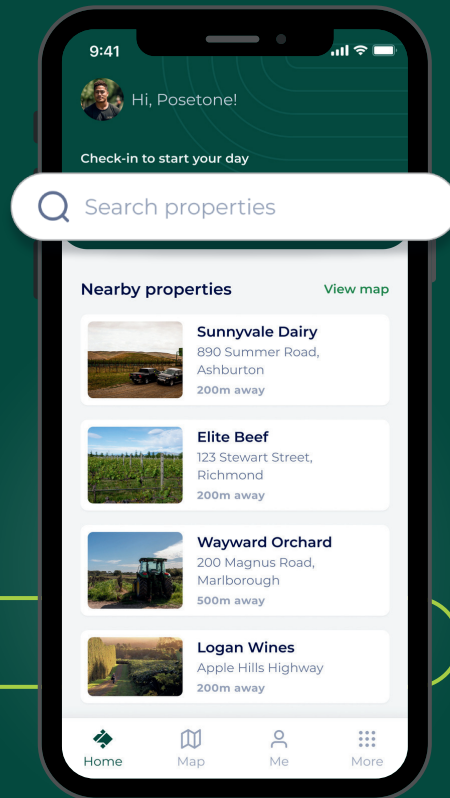 9:41
Hi, Posetone!
Check-in to start your day
Search properties
Nearby properties
View map
Sunnyvale Dairy
890 Summer Road,
Ashburton
200m away
Elite Beef
123 Stewart Street,
Richmond
200m away
Wayward Orchard
200 Magnus Road,
Marlborough
500m away
Logan Wines
Apple Hills Highway
200m away
Home
Map
Me
More